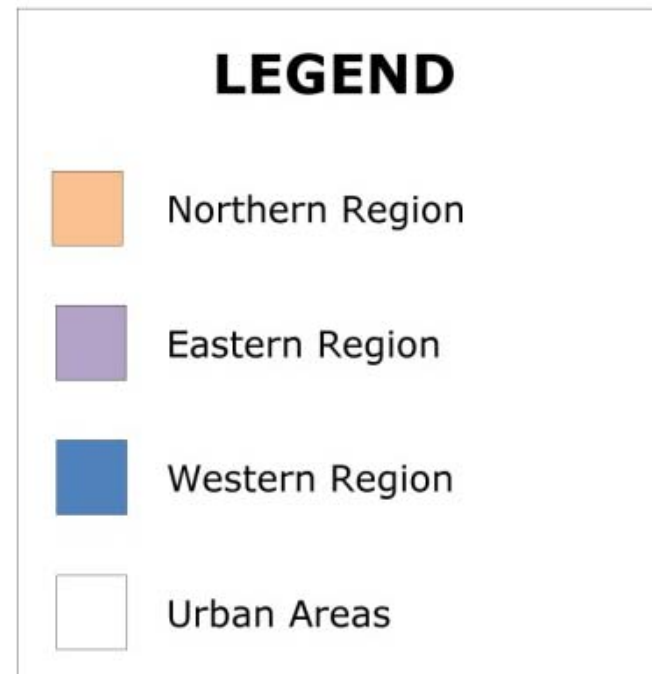 LEGEND
Northern Region
Eastern Region
Western Region
Urban Areas